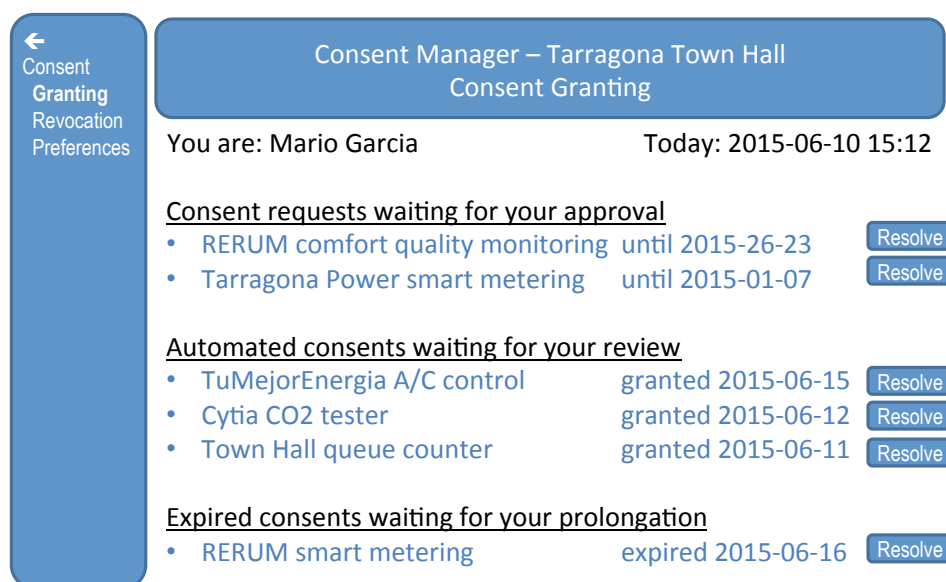 ←
Consent
Granting
Revocation
Preferences
Consent Manager – Tarragona Town Hall
Consent Granting
You are: Mario Garcia Today: 2015-06-10 15:12
Consent requests waiting for your approval
• RERUM comfort quality monitoring until 2015-26-23 Resolve
• Tarragona Power smart metering until 2015-01-07 Resolve
Automated consents waiting for your review
• TuMejorEnergia A/C control granted 2015-06-15 Resolve
• Cytia CO2 tester granted 2015-06-12 Resolve
• Town Hall queue counter granted 2015-06-11 Resolve
Expired consents waiting for your prolongation
• RERUM smart metering expired 2015-06-16 Resolve